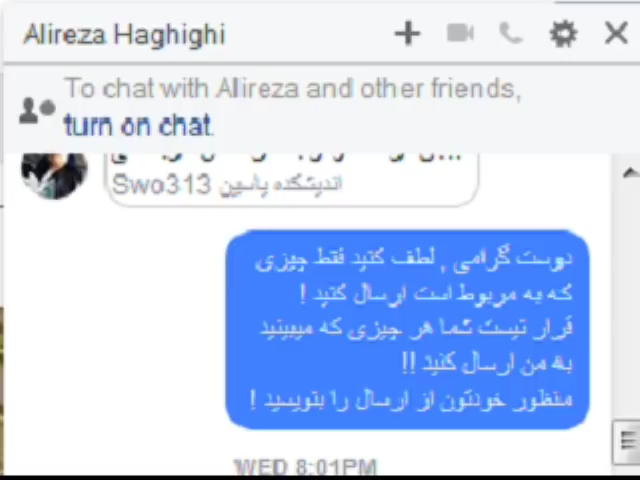 Alireza Haghighi
To chat with Alireza and other friends,
turn on chat.
Swo313 اندیشکده یاسین
دوست گرامی , لطف کنید فقط چیزی
که به مربوط است ارسال کنید !
قرار نیست شما هر چیزی که میبینید
به من ارسال کنید !!
منظور خودتون از ارسال را بنویسید !
WED 8:01PM